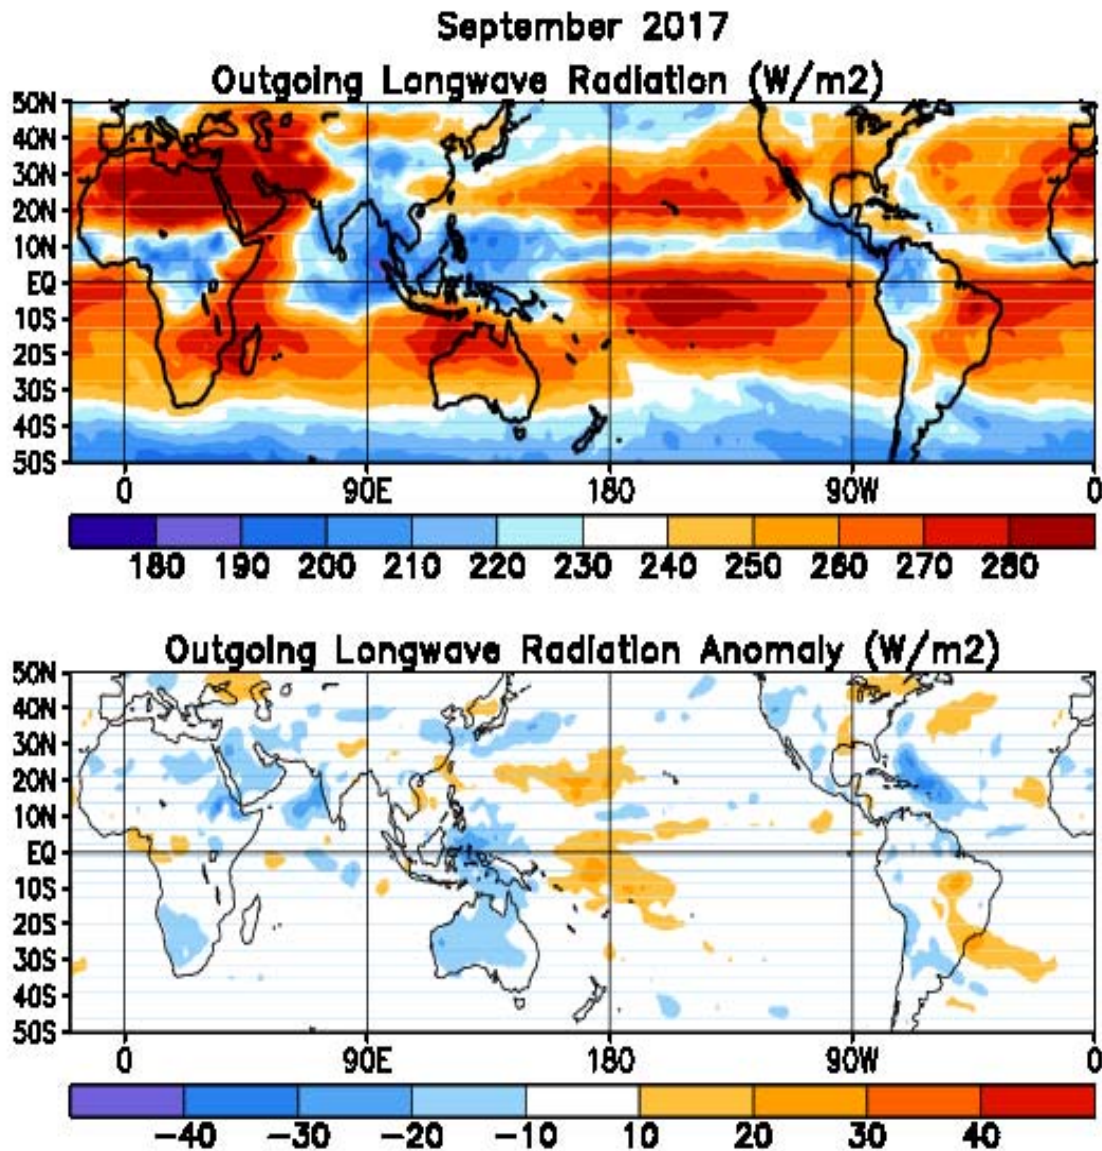 September 2017
Outgoing Longwave Radiation (W/m2)
50N
40N
30N
20N
10N
EQ
10S
20S
30S
40S
50S
0 90E 180 90W 0
180 190 200 210 220 230 240 250 260 270 280
Outgoing Longwave Radiation Anomaly (W/m2)
50N
40N
30N
20N
10N
EQ
10S
20S
30S
40S
50S
0 90E 180 90W 0
-40 -30 -20 -10 10 20 30 40